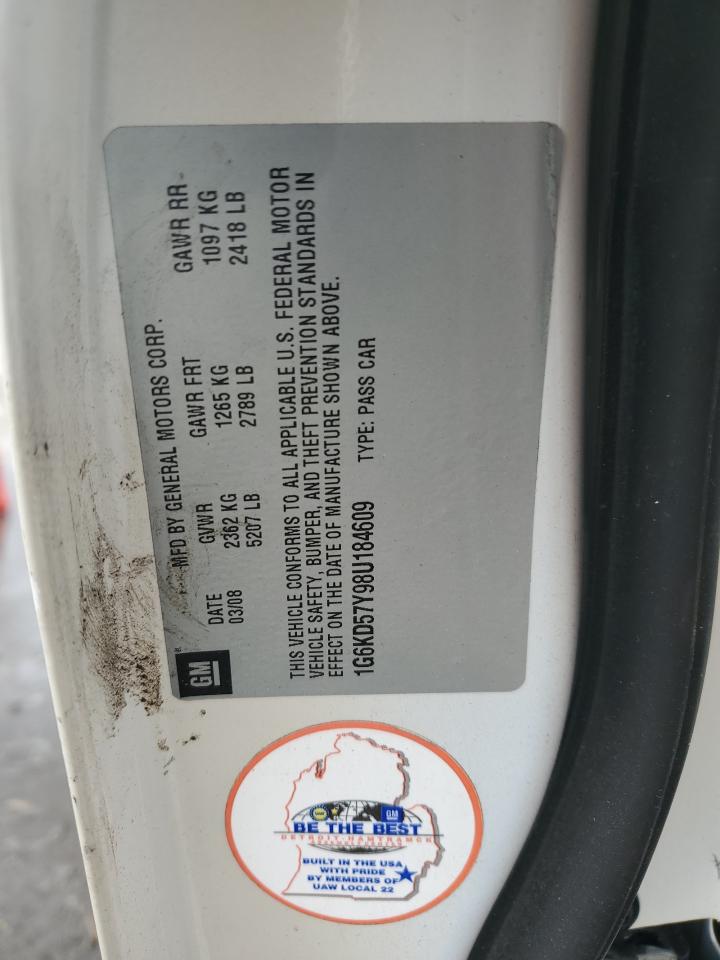 MFD BY GENERAL MOTORS CORP.
DATE GVWR GAWR FRT GAWR RR
03/08 2362 KG 1265 KG 1097 KG
5207 LB 2789 LB 2418 LB
THIS VEHICLE CONFORMS TO ALL APPLICABLE U.S. FEDERAL MOTOR
VEHICLE SAFETY, BUMPER, AND THEFT PREVENTION STANDARDS IN
EFFECT ON THE DATE OF MANUFACTURE SHOWN ABOVE.
1G6KD57Y98U184609 TYPE: PASS CAR
GM
GM
BE THE BEST
DETROIT-HAMTRAMCK
BUILT IN THE USA
WITH PRIDE
BY MEMBERS OF
UAW LOCAL 22